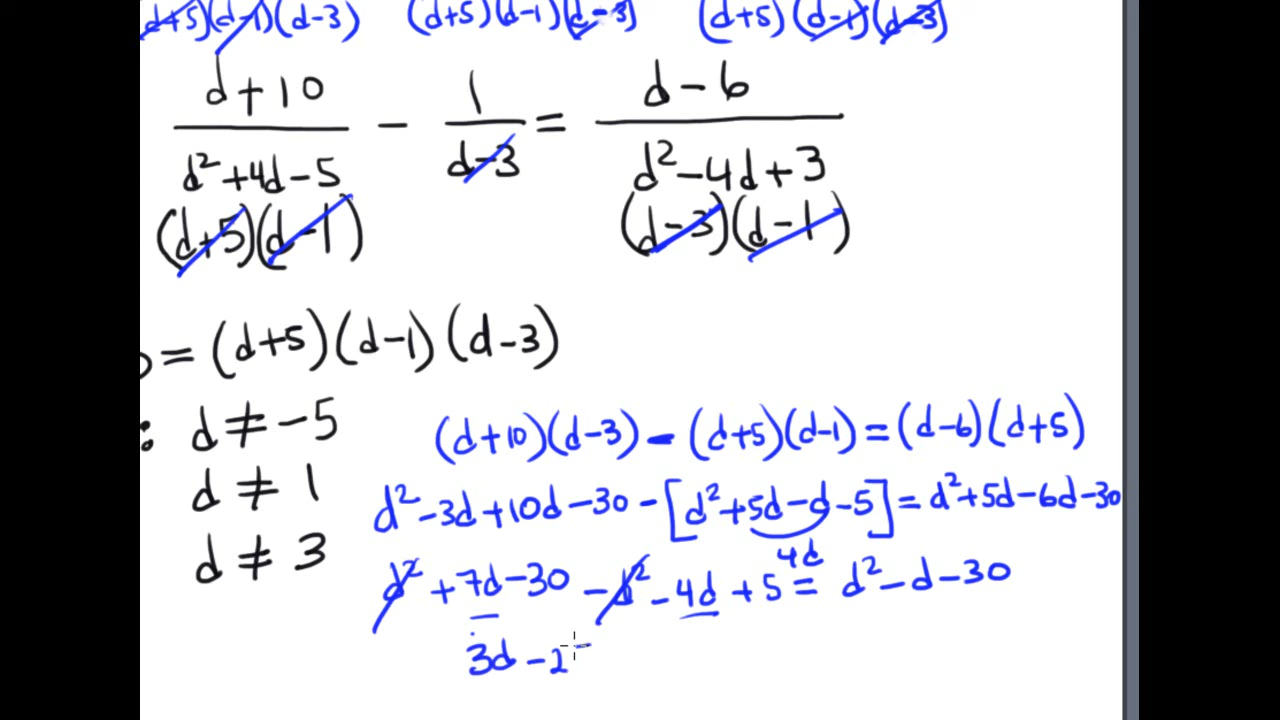 (d+5)(d-1)(d-3) (d+5)(d-1)(d-3) (d+5)(d-1)(d-3)
d+10 1 d-6
- =
d²+4d-5 d-3 d²-4d+3
(d+5)(d-1) (d-3)(d-1)
= (d+5)(d-1)(d-3)
: d ≠ -5
(d+10)(d-3) - (d+5)(d-1) = (d-6)(d+5)
d ≠ 1
d²-3d+10d-30-[d²+5d-d-5] = d²+5d-6d-30
4d
d ≠ 3
d²+7d-30 -d²-4d+5 = d²-d-30
3d-2